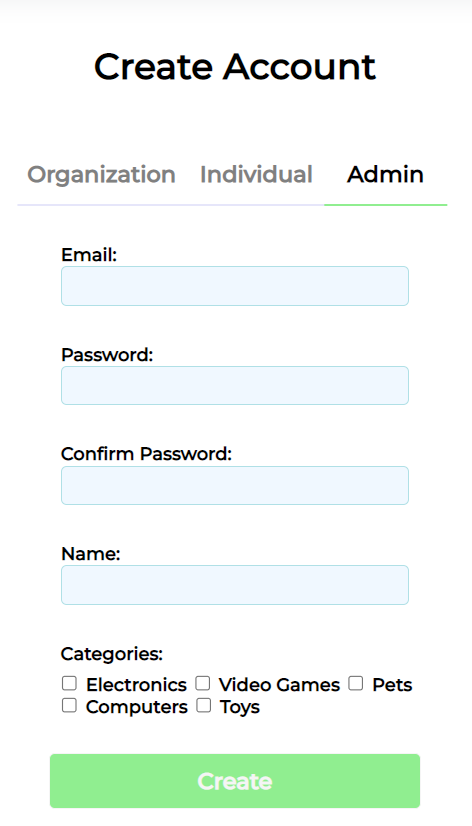 Create Account
Organization Individual Admin
Email:
Password:
Confirm Password:
Name:
Categories:
Electronics Video Games Pets
Computers Toys
Create